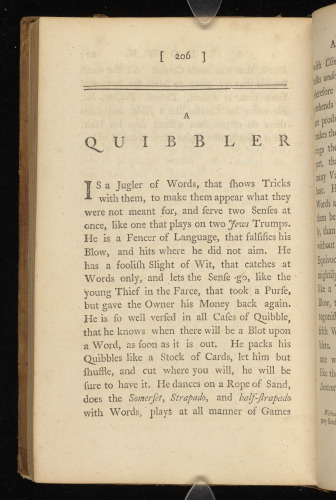 [ 206 ]
A
QUIBBLER
IS a Jugler of Words, that ſhows Tricks
with them, to make them appear what they
were not meant for, and ſerve two Senſes at
once, like one that plays on two Jews Trumps.
He is a Fencer of Language, that falſifies his
Blow, and hits where he did not aim. He
has a fooliſh Slight of Wit, that catches at
Words only, and lets the Senſe go, like the
young Thief in the Farce, that took a Purſe,
but gave the Owner his Money back again.
He is ſo well verſed in all Caſes of Quibble,
that he knows when there will be a Blot upon
a Word, as ſoon as it is out. He packs his
Quibbles like a Stock of Cards, let him but
ſhuffle, and cut where you will, he will be
ſure to have it. He dances on a Rope of Sand,
does the Somerſet, Strapado, and half-ſtrapado
with Words, plays at all manner of Games